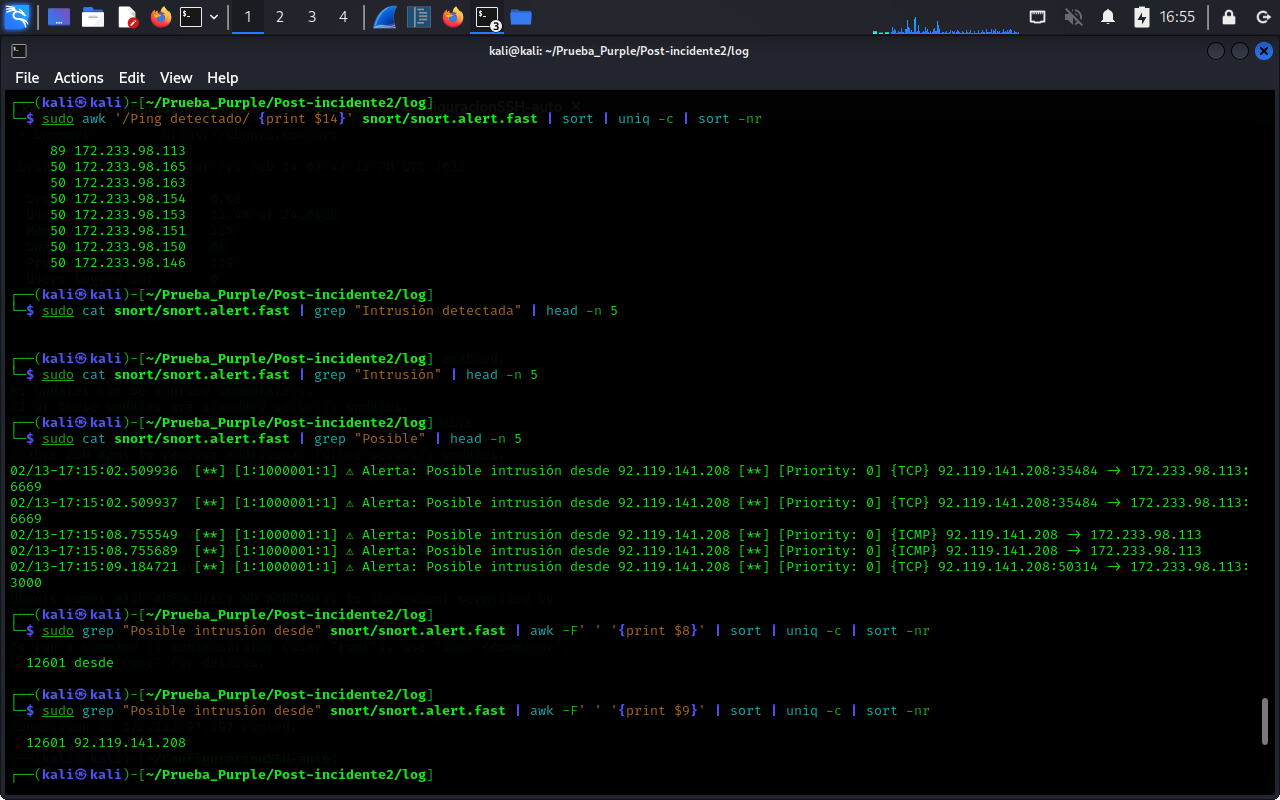 1 2 3 4 3 16:55
kali@kali: ~/Prueba_Purple/Post-incidente2/log
File Actions Edit View Help
┌──(kali㉿kali)-[~/Prueba_Purple/Post-incidente2/log]
└─$ sudo awk '/Ping detectado/ {print $14}' snort/snort.alert.fast | sort | uniq -c | sort -nr
89 172.233.98.113
50 172.233.98.165
50 172.233.98.163
50 172.233.98.154
50 172.233.98.153
50 172.233.98.151
50 172.233.98.150
50 172.233.98.146
┌──(kali㉿kali)-[~/Prueba_Purple/Post-incidente2/log]
└─$ sudo cat snort/snort.alert.fast | grep "Intrusión detectada" | head -n 5
┌──(kali㉿kali)-[~/Prueba_Purple/Post-incidente2/log]
└─$ sudo cat snort/snort.alert.fast | grep "Intrusión" | head -n 5
┌──(kali㉿kali)-[~/Prueba_Purple/Post-incidente2/log]
└─$ sudo cat snort/snort.alert.fast | grep "Posible" | head -n 5
02/13-17:15:02.509936 [**] [1:1000001:1] ⚠ Alerta: Posible intrusión desde 92.119.141.208 [**] [Priority: 0] {TCP} 92.119.141.208:35484 → 172.233.98.113:
6669
02/13-17:15:02.509937 [**] [1:1000001:1] ⚠ Alerta: Posible intrusión desde 92.119.141.208 [**] [Priority: 0] {TCP} 92.119.141.208:35484 → 172.233.98.113:
6669
02/13-17:15:08.755549 [**] [1:1000001:1] ⚠ Alerta: Posible intrusión desde 92.119.141.208 [**] [Priority: 0] {ICMP} 92.119.141.208 → 172.233.98.113
02/13-17:15:08.755689 [**] [1:1000001:1] ⚠ Alerta: Posible intrusión desde 92.119.141.208 [**] [Priority: 0] {ICMP} 92.119.141.208 → 172.233.98.113
02/13-17:15:09.184721 [**] [1:1000001:1] ⚠ Alerta: Posible intrusión desde 92.119.141.208 [**] [Priority: 0] {TCP} 92.119.141.208:50314 → 172.233.98.113:
3000
┌──(kali㉿kali)-[~/Prueba_Purple/Post-incidente2/log]
└─$ sudo grep "Posible intrusión desde" snort/snort.alert.fast | awk -F' ' '{print $8}' | sort | uniq -c | sort -nr
12601 desde
┌──(kali㉿kali)-[~/Prueba_Purple/Post-incidente2/log]
└─$ sudo grep "Posible intrusión desde" snort/snort.alert.fast | awk -F' ' '{print $9}' | sort | uniq -c | sort -nr
12601 92.119.141.208
┌──(kali㉿kali)-[~/Prueba_Purple/Post-incidente2/log]